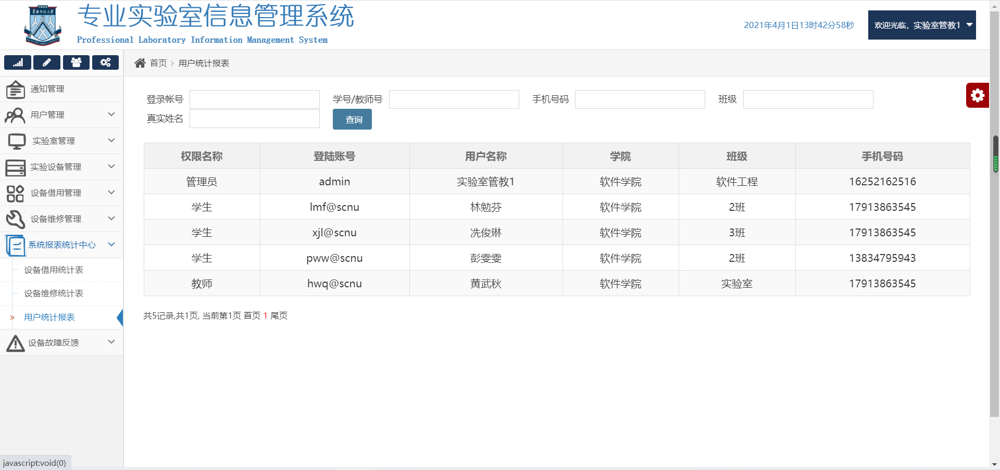 专业实验室信息管理系统
Professional Laboratory Information Management System
2021年4月1日13时42分58秒
欢迎光临，实验室管教1
首页 > 用户统计报表
通知管理
用户管理
实验室管理
实验设备管理
设备借用管理
设备维修管理
系统报表统计中心
设备借用统计表
设备维修统计表
» 用户统计报表
设备故障反馈
登录帐号 学号/教师号 手机号码 班级
真实姓名 查询
权限名称 登陆账号 用户名称 学院 班级 手机号码
管理员 admin 实验室管教1 软件学院 软件工程 16252162516
学生 lmf@scnu 林勉芬 软件学院 2班 17913863545
学生 xjl@scnu 冼俊琳 软件学院 3班 17913863545
学生 pww@scnu 彭雯雯 软件学院 2班 13834795943
教师 hwq@scnu 黄武秋 软件学院 实验室 17913863545
共5记录,共1页, 当前第1页 首页 1 尾页
javascript:void(0)